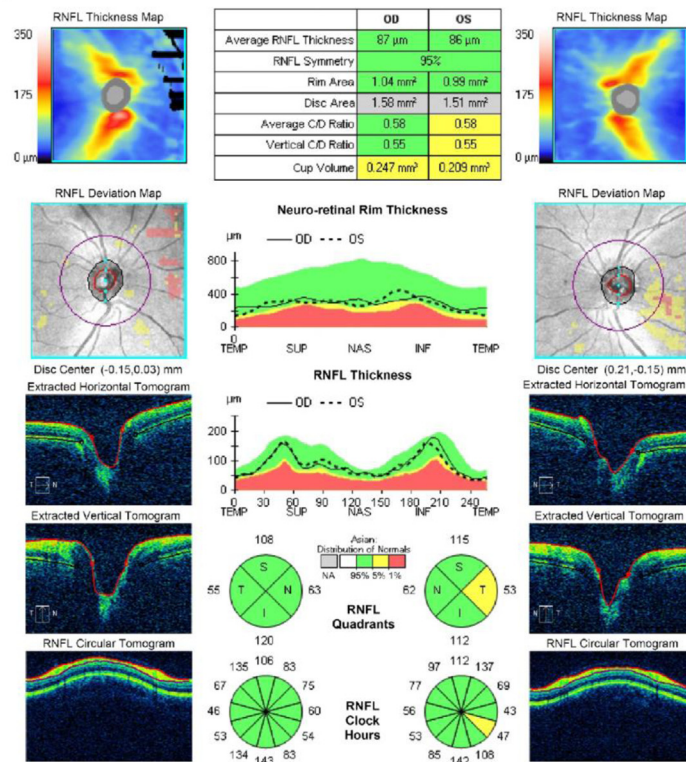 RNFL Thickness Map
350
175
0 µm
OD OS
Average RNFL Thickness 87 µm 86 µm
RNFL Symmetry 95%
Rim Area 1.04 mm² 0.99 mm²
Disc Area 1.58 mm² 1.51 mm²
Average C/D Ratio 0.58 0.58
Vertical C/D Ratio 0.55 0.55
Cup Volume 0.247 mm³ 0.209 mm³
RNFL Thickness Map
350
175
0 µm
RNFL Deviation Map
Disc Center (-0.15,0.03) mm
Neuro-retinal Rim Thickness
µm OD OS
800
400
0
TEMP SUP NAS INF TEMP
RNFL Deviation Map
Disc Center (0.21,-0.15) mm
Extracted Horizontal Tomogram
T N
RNFL Thickness
µm OD OS
200
100
0
0 30 60 90 120 150 180 210 240
TEMP SUP NAS INF TEMP
Extracted Horizontal Tomogram
T N
Extracted Vertical Tomogram
T N
Extracted Vertical Tomogram
T N
108
S
55 T N 63
I
120
Asian:
Distribution of Normals
NA 95% 5% 1%
RNFL
Quadrants
115
S
62 N T 53
I
112
RNFL Circular Tomogram
135 106 83
67 75
46 60
53 54
134 143 83
RNFL
Clock
Hours
97 112 137
77 69
56 43
53 47
85 142 108
RNFL Circular Tomogram